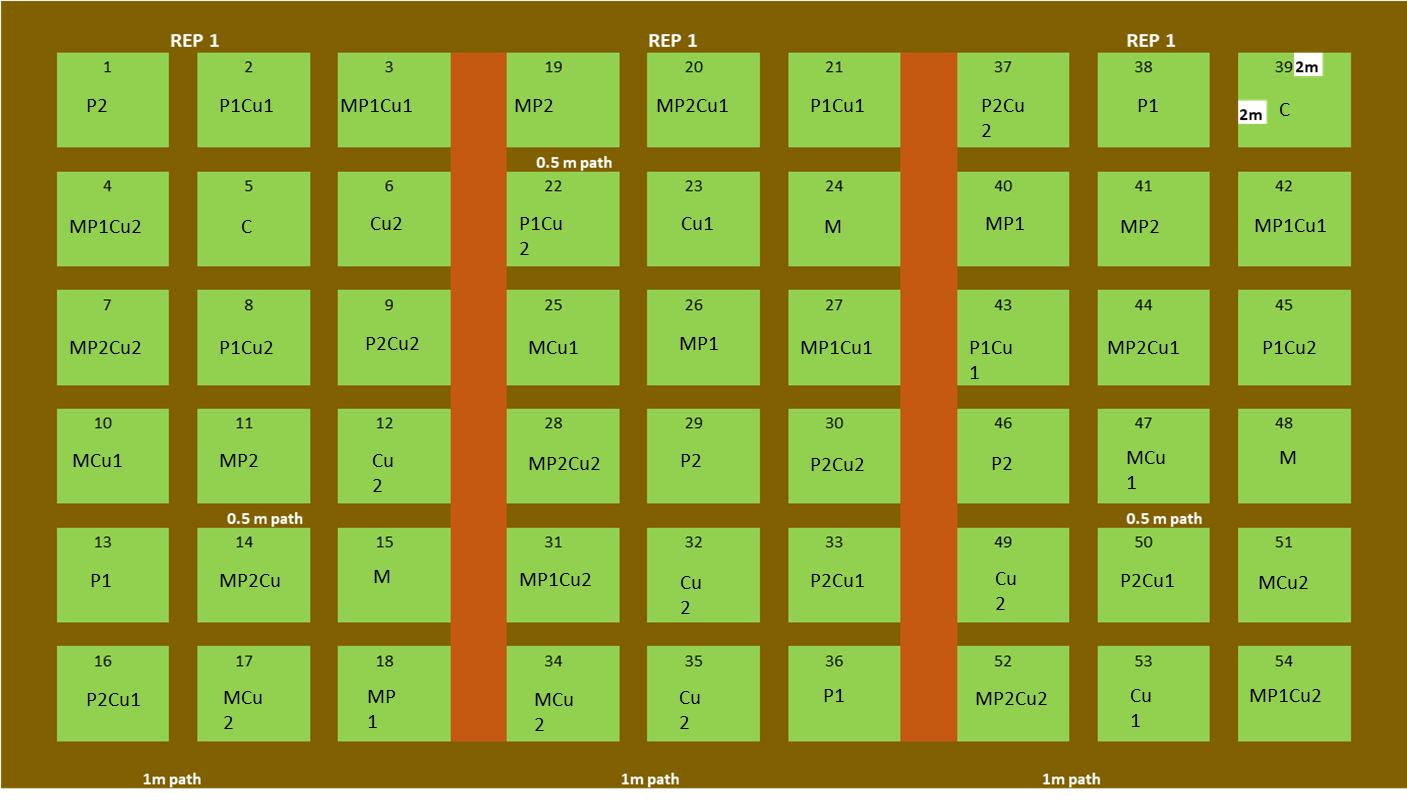 REP 1 REP 1 REP 1
1 2 3 19 20 21 37 38 39 2m
P2 P1Cu1 MP1Cu1 MP2 MP2Cu1 P1Cu1 P2Cu P1 2m C
2
0.5 m path
4 5 6 22 23 24 40 41 42
MP1Cu2 C Cu2 P1Cu Cu1 M MP1 MP2 MP1Cu1
2
7 8 9 25 26 27 43 44 45
MP2Cu2 P1Cu2 P2Cu2 MCu1 MP1 MP1Cu1 P1Cu MP2Cu1 P1Cu2
1
10 11 12 28 29 30 46 47 48
MCu1 MP2 Cu MP2Cu2 P2 P2Cu2 P2 MCu M
2 1
0.5 m path 0.5 m path
13 14 15 31 32 33 49 50 51
P1 MP2Cu M MP1Cu2 Cu P2Cu1 Cu P2Cu1 MCu2
2 2
16 17 18 34 35 36 52 53 54
P2Cu1 MCu MP MCu Cu P1 MP2Cu2 Cu MP1Cu2
2 1 2 2 1
1m path 1m path 1m path